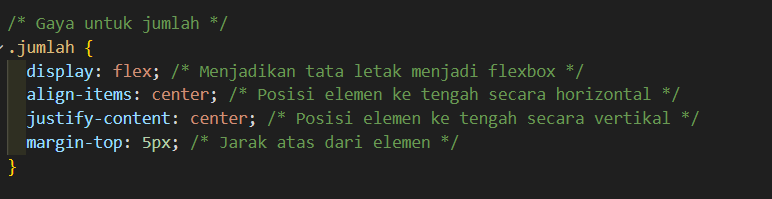 /* Gaya untuk jumlah */
.jumlah {
display: flex; /* Menjadikan tata letak menjadi flexbox */
align-items: center; /* Posisi elemen ke tengah secara horizontal */
justify-content: center; /* Posisi elemen ke tengah secara vertikal */
margin-top: 5px; /* Jarak atas dari elemen */
}